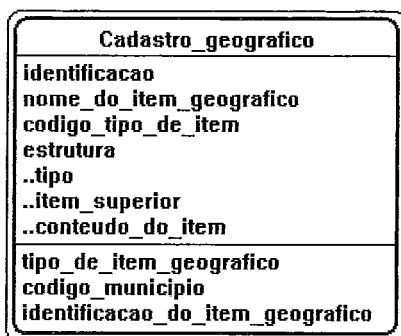 Cadastro_geografico
identificacao
nome_do_item_geografico
codigo_tipo_de_item
estrutura
..tipo
..item_superior
..conteudo_do_item
tipo_de_item_geografico
codigo_municipio
identificacao_do_item_geografico